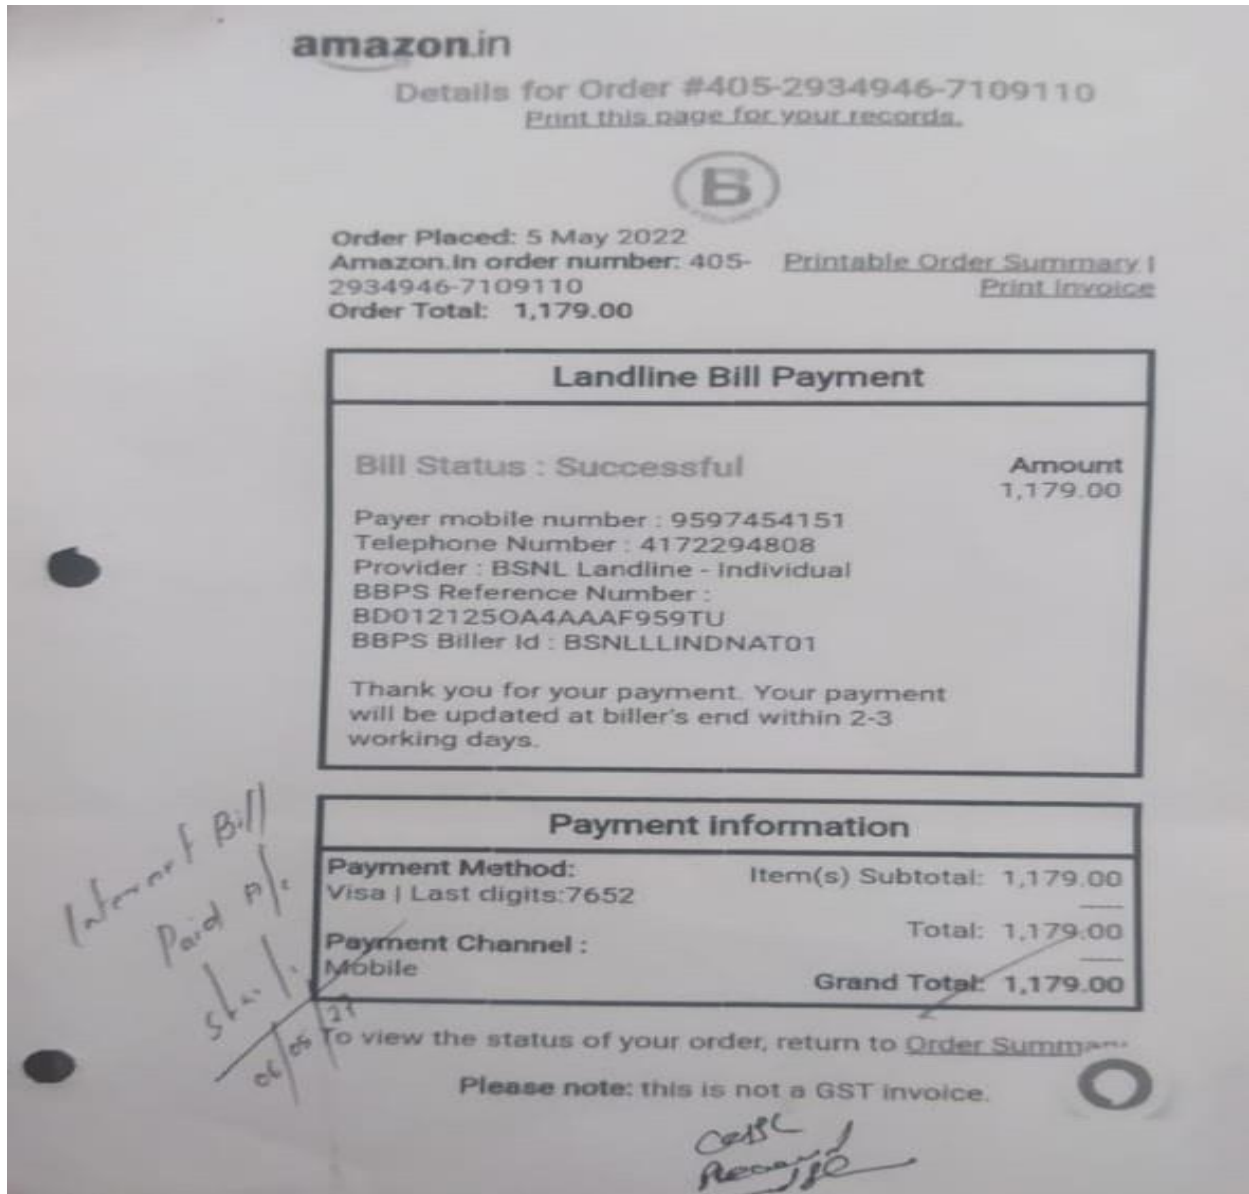 amazon.in
Details for Order #405-2934946-7109110
Print this page for your records.
B
Order Placed: 5 May 2022
Amazon.in order number: 405-2934946-7109110
Printable Order Summary |
Print Invoice
Order Total: 1,179.00
Landline Bill Payment
Bill Status : Successful
Amount
1,179.00
Payer mobile number : 9597454151
Telephone Number : 4172294808
Provider : BSNL Landline - Individual
BBPS Reference Number :
BD012125OA4AAAF959TU
BBPS Biller Id : BSNLLLINDNAT01
Thank you for your payment. Your payment
will be updated at biller's end within 2-3
working days.
Payment information
Payment Method:
Visa | Last digits:7652
Item(s) Subtotal: 1,179.00
Total: 1,179.00
Payment Channel :
Mobile
Grand Total: 1,179.00
Internet Bill
Paid
06/05/
To view the status of your order, return to Order Summary
Please note: this is not a GST invoice.